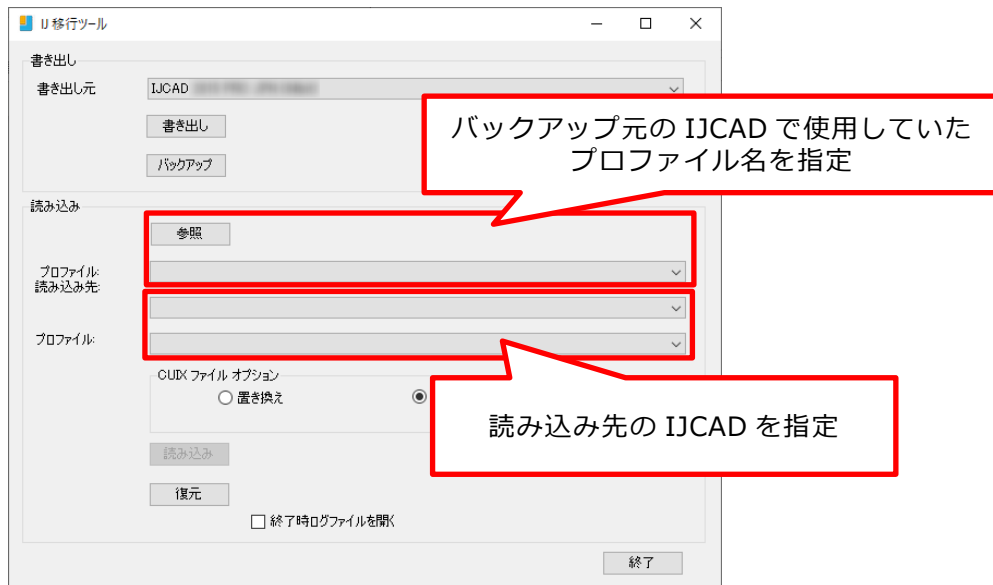 IJ 移行ツール
書き出し
書き出し元
IJCAD
書き出し
バックアップ
バックアップ元の IJCAD で使用していた
プロファイル名を指定
読み込み
参照
プロファイル:
読み込み先:
プロファイル:
CUIX ファイル オプション
置き換え
読み込み先の IJCAD を指定
読み込み
復元
終了時ログファイルを開く
終了